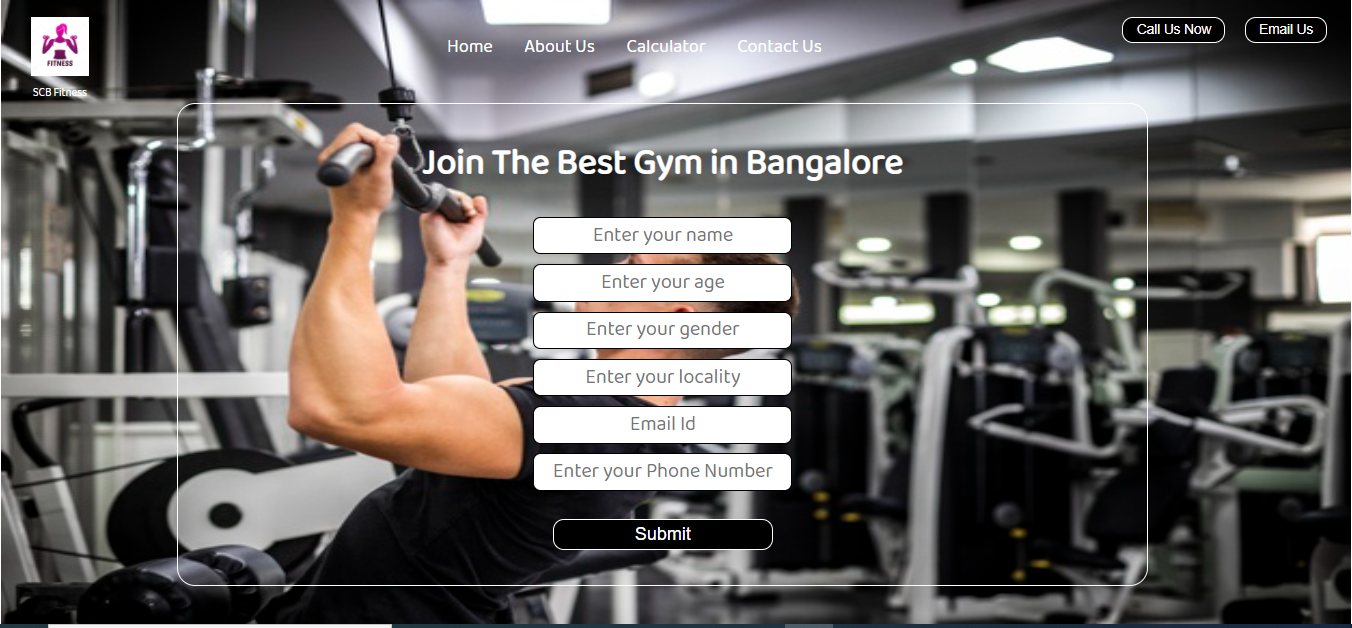 FITNESS
SCB Fitness
Home About Us Calculator Contact Us
Call Us Now Email Us
Join The Best Gym in Bangalore
Enter your name
Enter your age
Enter your gender
Enter your locality
Email Id
Enter your Phone Number
Submit